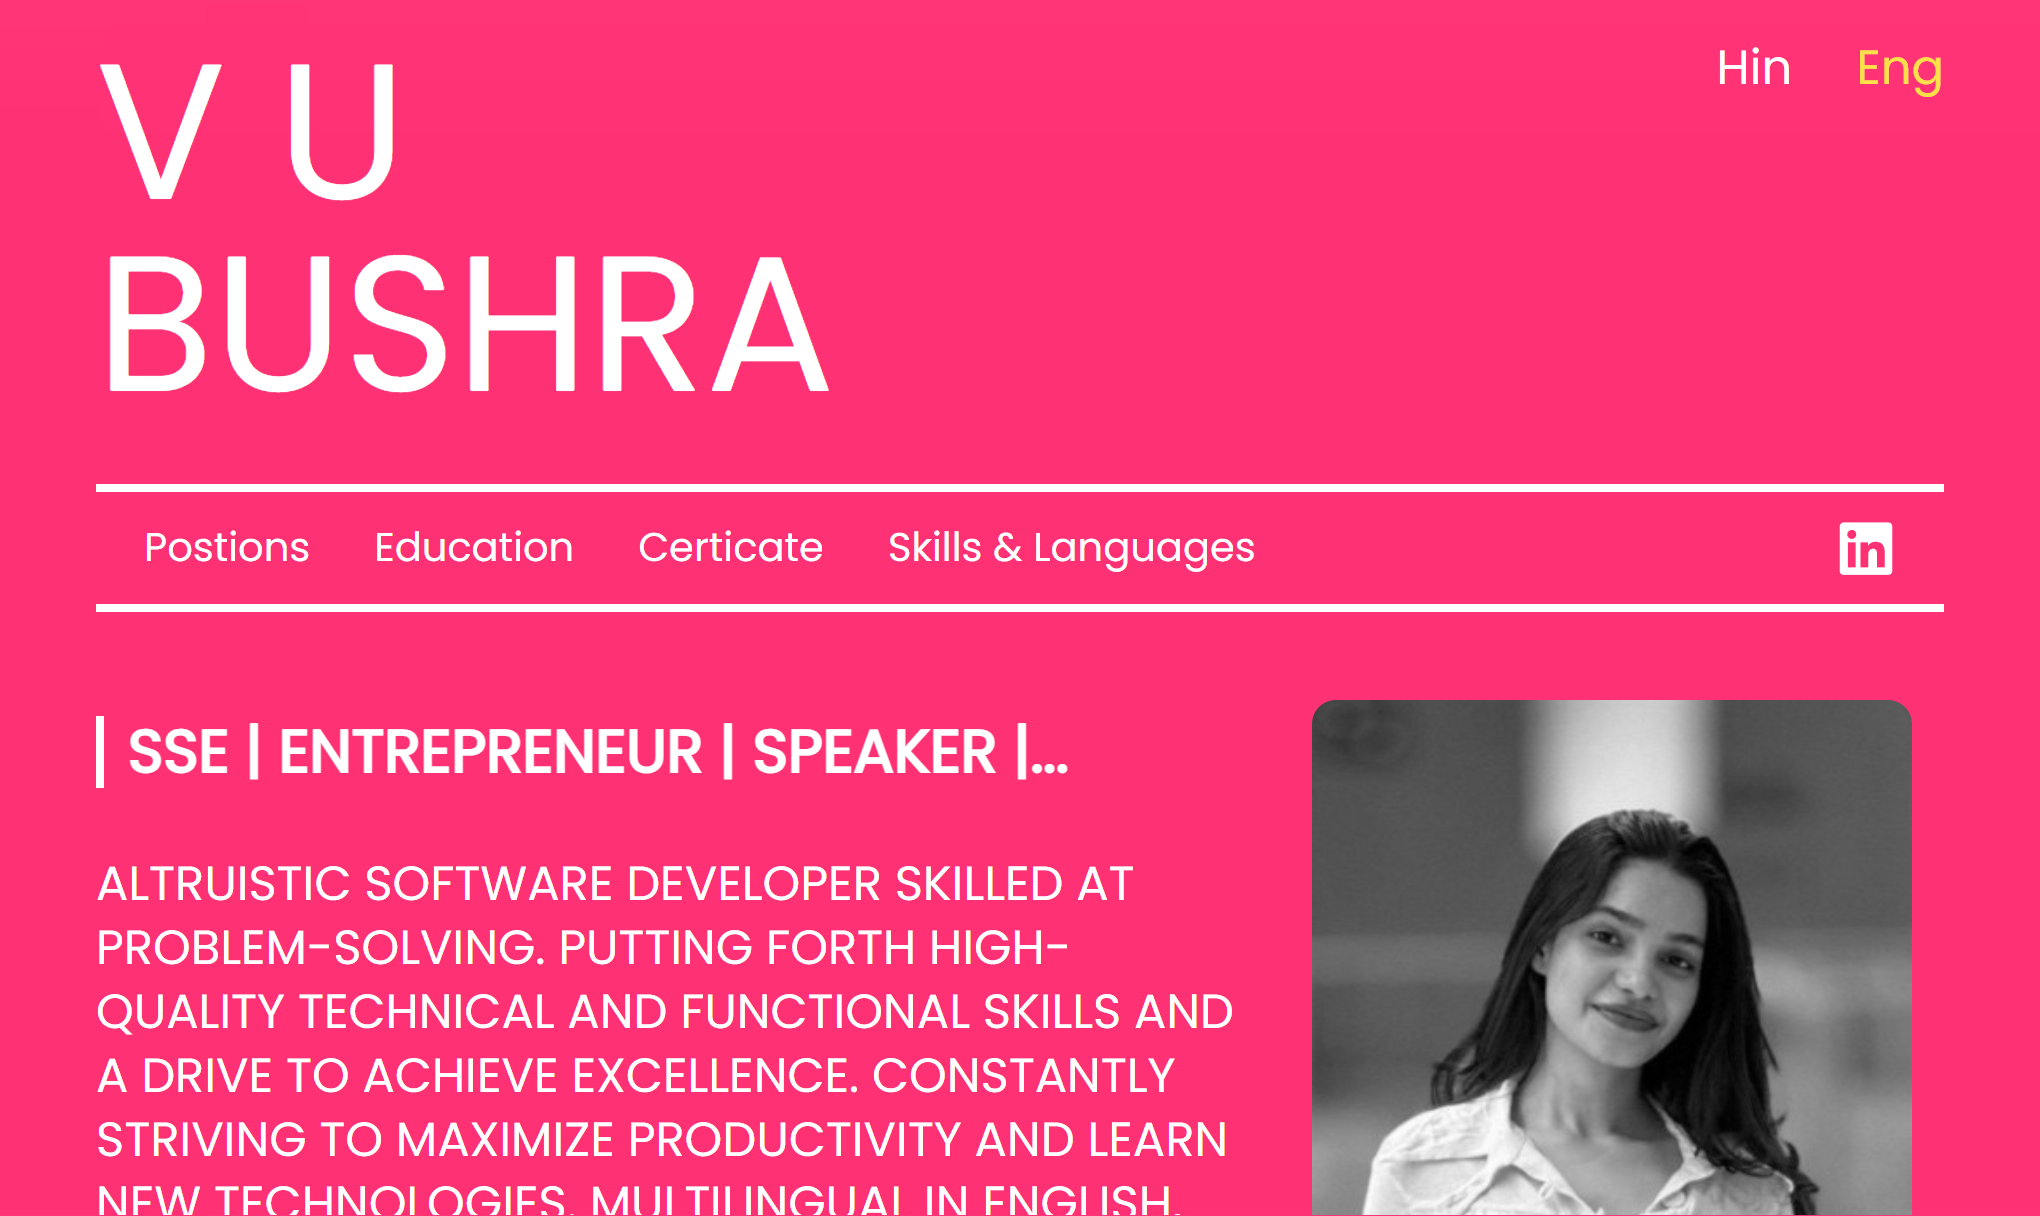 Hin Eng
V U
BUSHRA
Postions Education Certicate Skills & Languages in
SSE | ENTREPRENEUR | SPEAKER |...
ALTRUISTIC SOFTWARE DEVELOPER SKILLED AT
PROBLEM-SOLVING. PUTTING FORTH HIGH-
QUALITY TECHNICAL AND FUNCTIONAL SKILLS AND
A DRIVE TO ACHIEVE EXCELLENCE. CONSTANTLY
STRIVING TO MAXIMIZE PRODUCTIVITY AND LEARN
NEW TECHNOLOGIES. MULTILINGUAL IN ENGLISH,